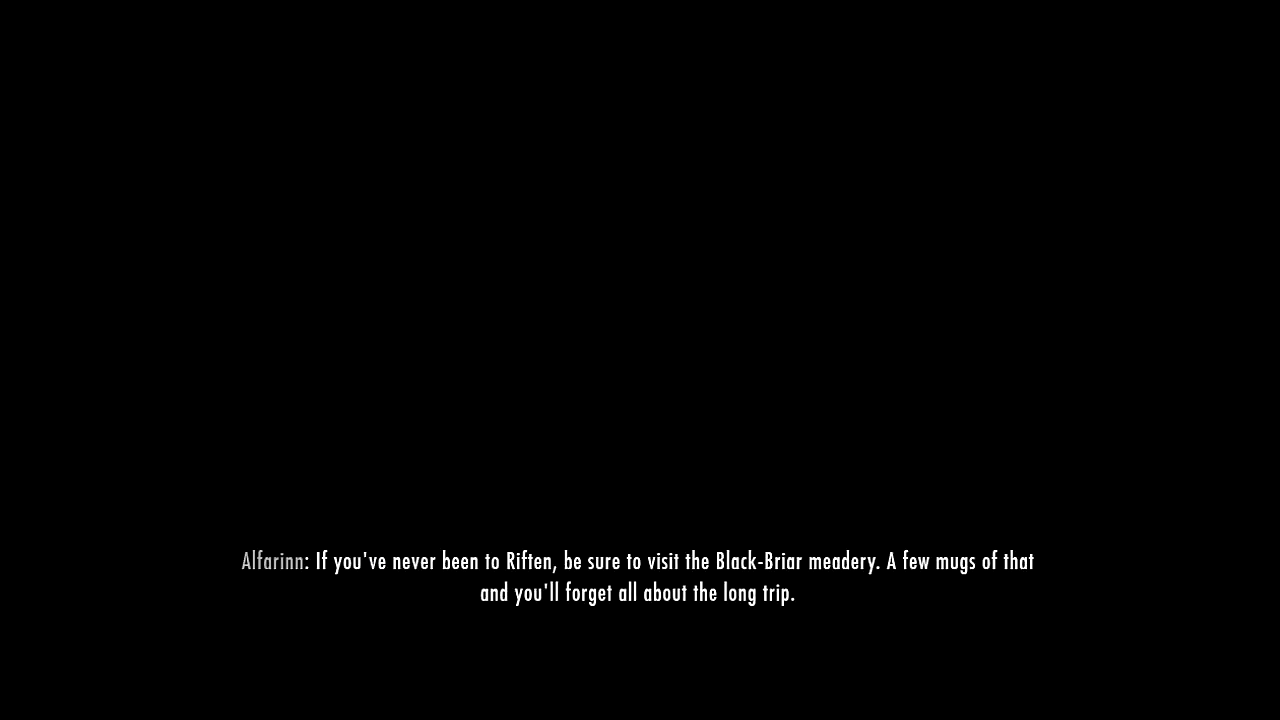 Alfarinn: If you've never been to Riften, be sure to visit the Black-Briar meadery. A few mugs of that
and you'll forget all about the long trip.